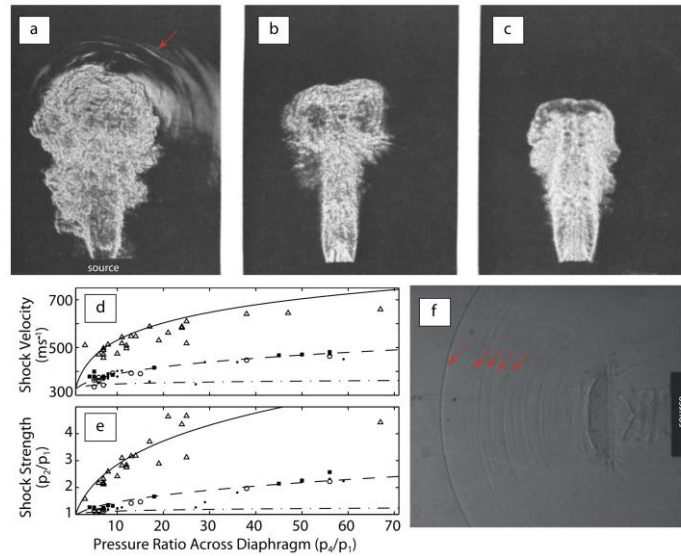 a
b
c
source
d
Shock Velocity
(ms⁻¹)
700
500
300
e
Shock Strength
(p₂/p₁)
4
3
2
1
10
20
30
40
50
60
70
Pressure Ratio Across Diaphragm (p₄/p₁)
f
source